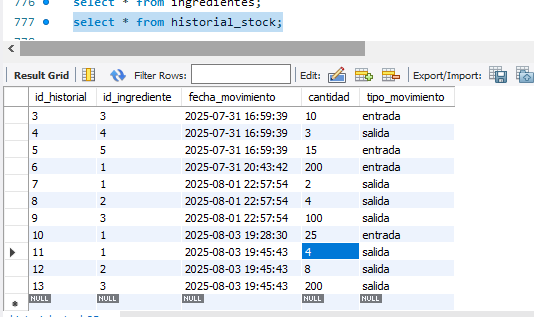 776 select * from ingredientes;
777 select * from historial_stock;
Result Grid Filter Rows: Edit: Export/Import:
id_historial id_ingrediente fecha_movimiento cantidad tipo_movimiento
3 3 2025-07-31 16:59:39 10 entrada
4 4 2025-07-31 16:59:39 3 salida
5 5 2025-07-31 16:59:39 15 entrada
6 1 2025-07-31 20:43:42 200 entrada
7 1 2025-08-01 22:57:54 2 salida
8 2 2025-08-01 22:57:54 4 salida
9 3 2025-08-01 22:57:54 100 salida
10 1 2025-08-03 19:28:30 25 entrada
11 1 2025-08-03 19:45:43 4 salida
12 2 2025-08-03 19:45:43 8 salida
13 3 2025-08-03 19:45:43 200 salida
NULL NULL NULL NULL NULL